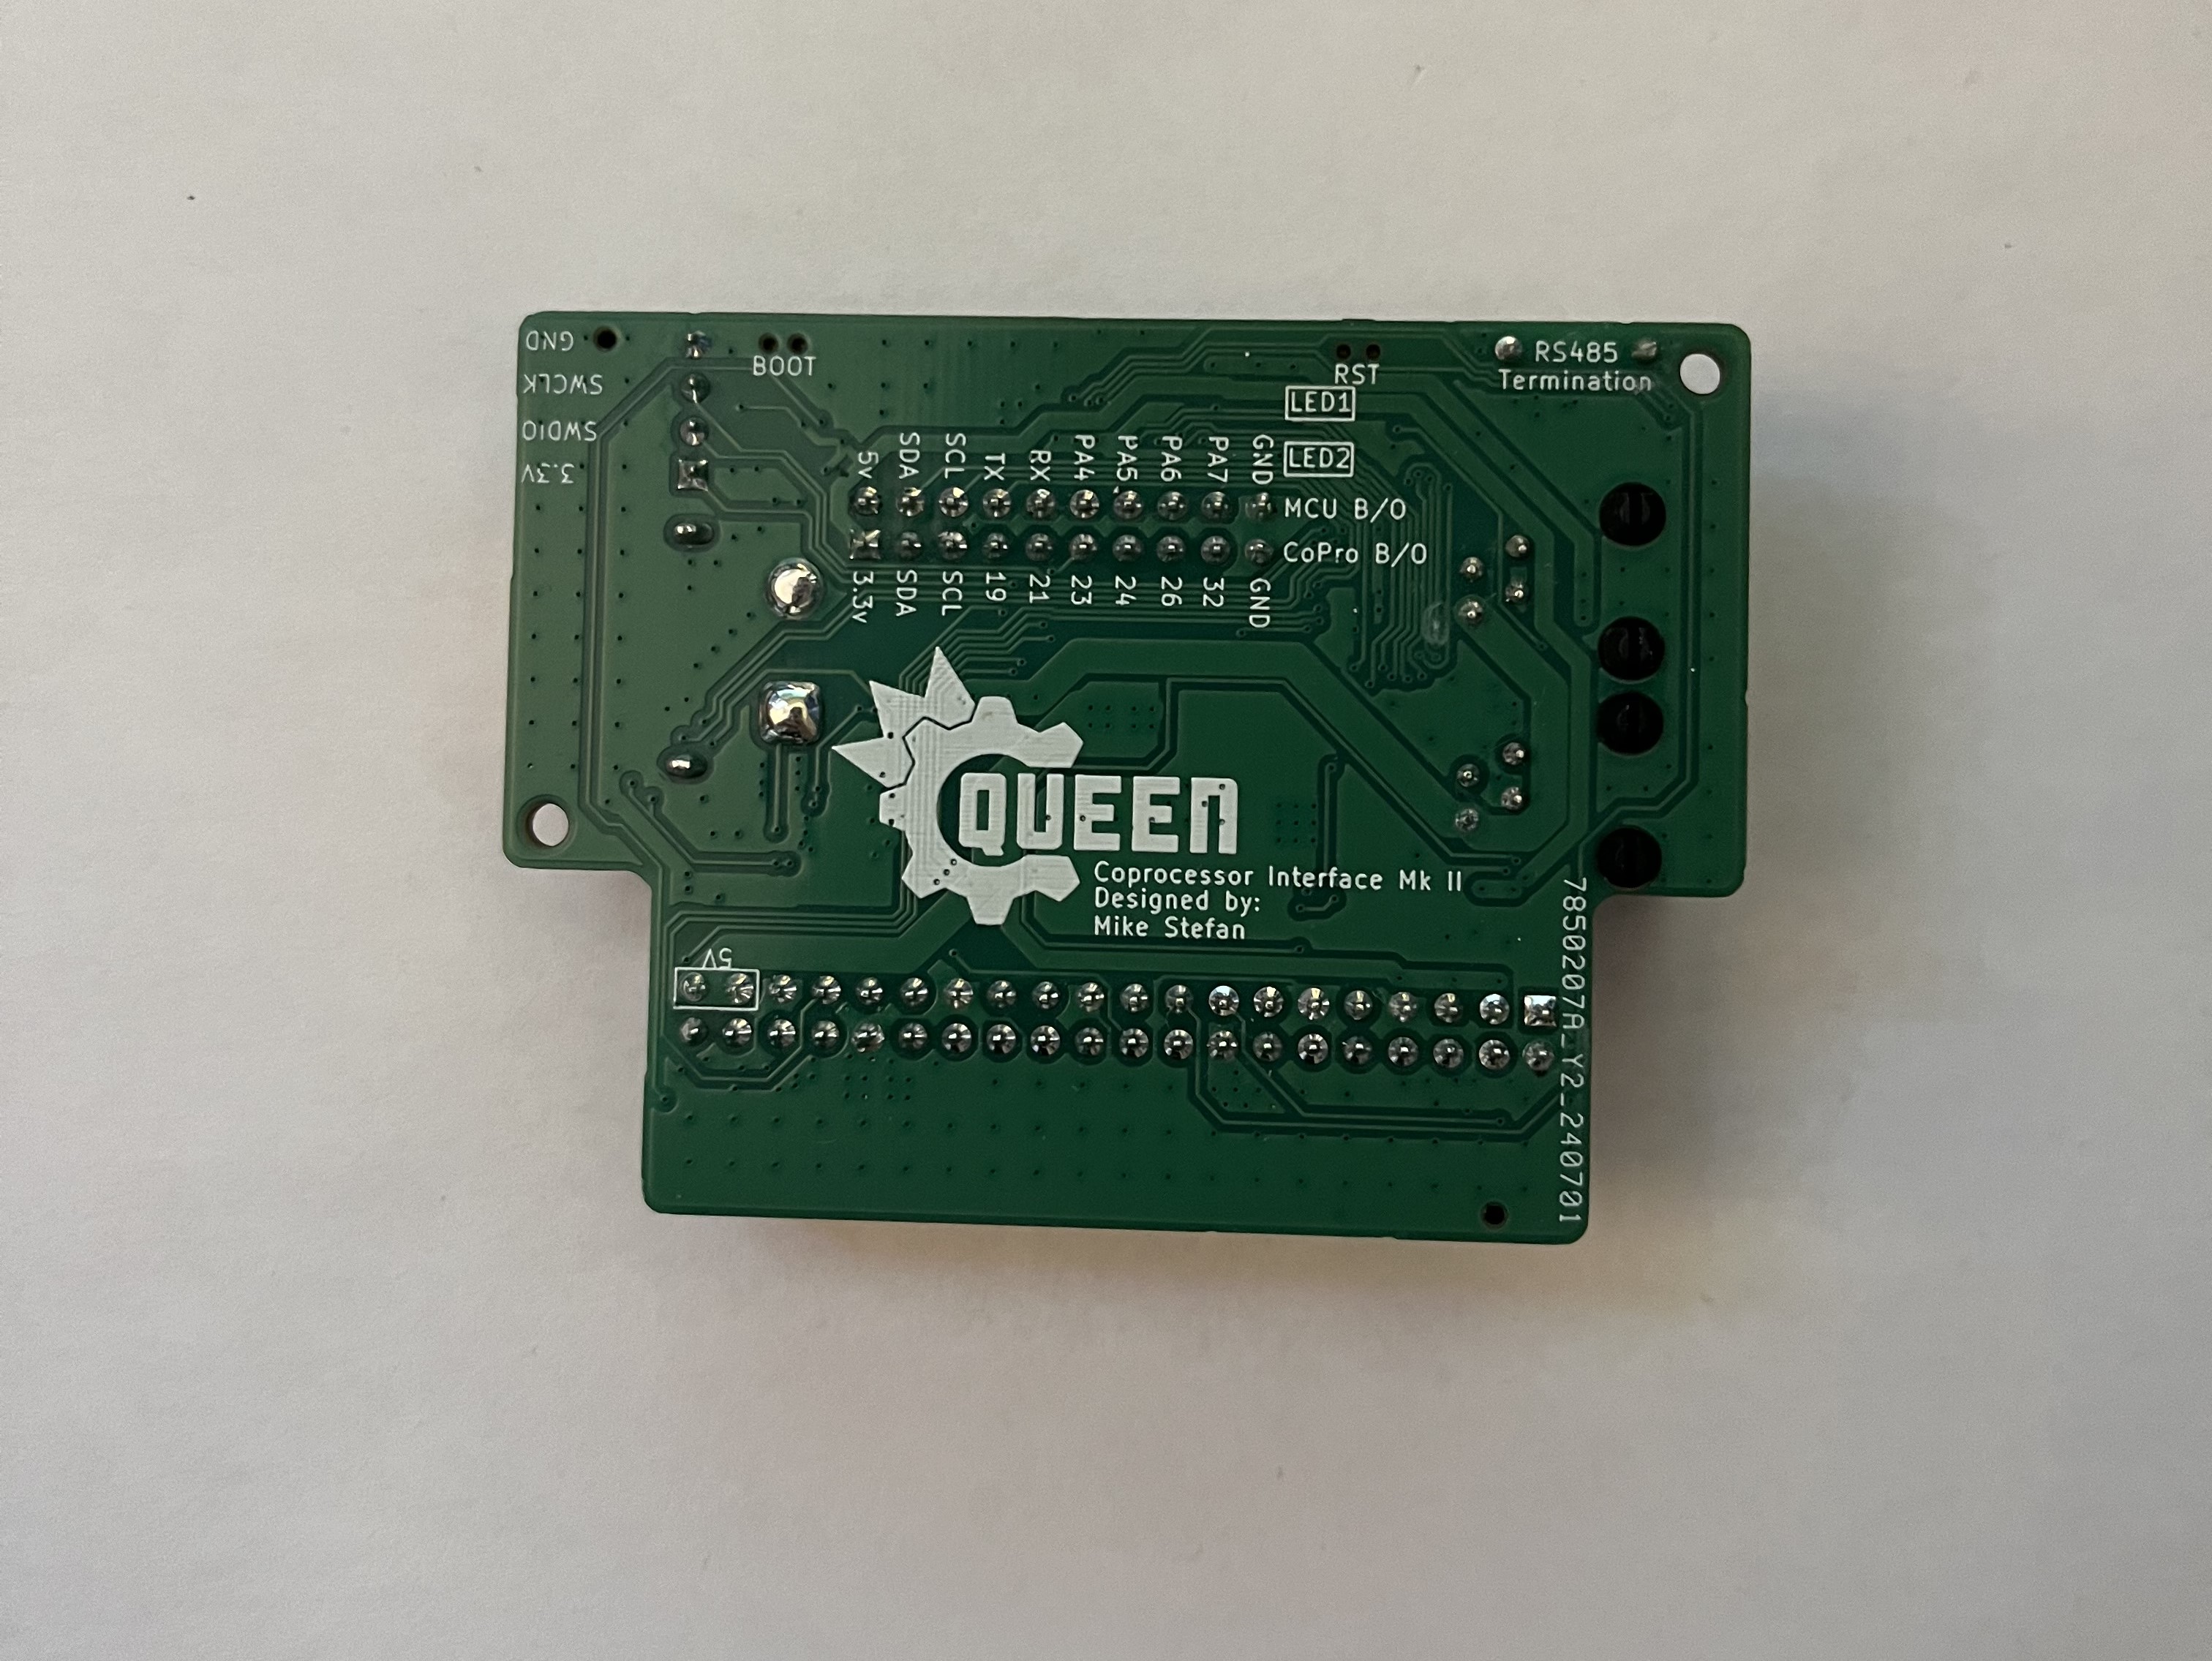 GND
SWCLK
SWDIO
3.3V
BOOT
RST
RS485
Termination
LED1
LED2
5v SDA SCL TX RX PA4 PA5 PA6 PA7 GND
MCU B/O
CoPro B/O
3.3v SDA SCL 19 21 23 24 26 32 GND
QUEEN
Coprocessor Interface Mk II
Designed by:
Mike Stefan
5V
7850207A_Y2_240701